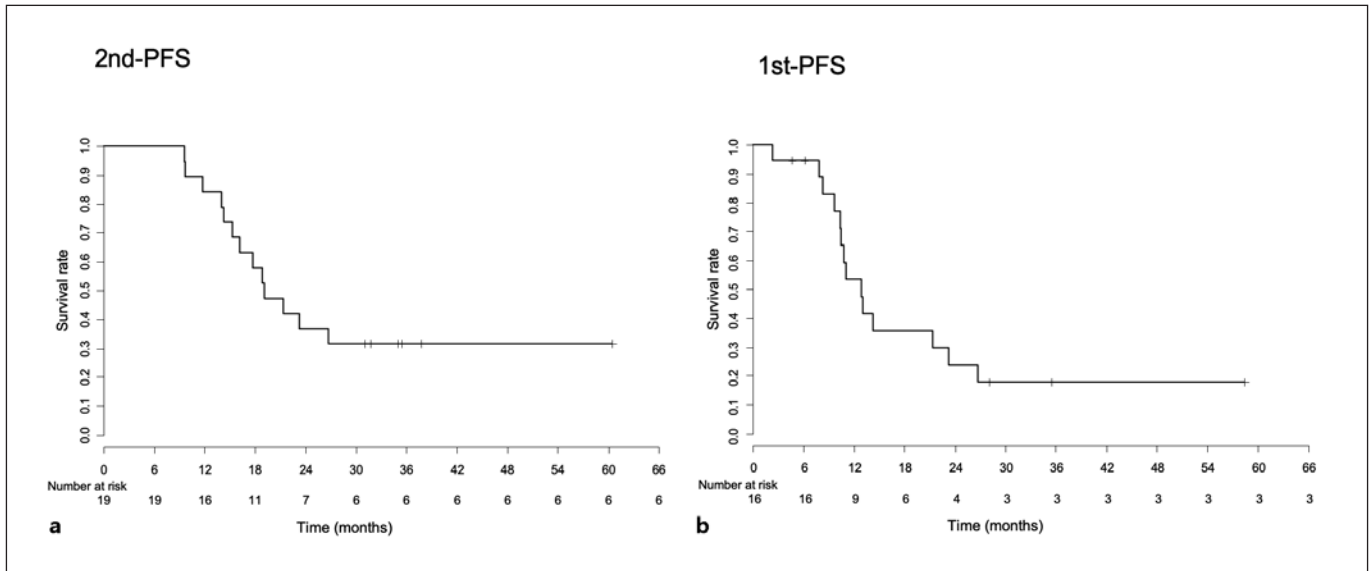 2nd-PFS
Survival rate
1.0
0.9
0.8
0.7
0.6
0.5
0.4
0.3
0.2
0.1
0.0
0 6 12 18 24 30 36 42 48 54 60 66
Number at risk
19 19 16 11 7 6 6 6 6 6 6 6
a
Time (months)
1st-PFS
Survival rate
1.0
0.9
0.8
0.7
0.6
0.5
0.4
0.3
0.2
0.1
0.0
0 6 12 18 24 30 36 42 48 54 60 66
Number at risk
16 16 9 6 4 3 3 3 3 3 3 3
b
Time (months)